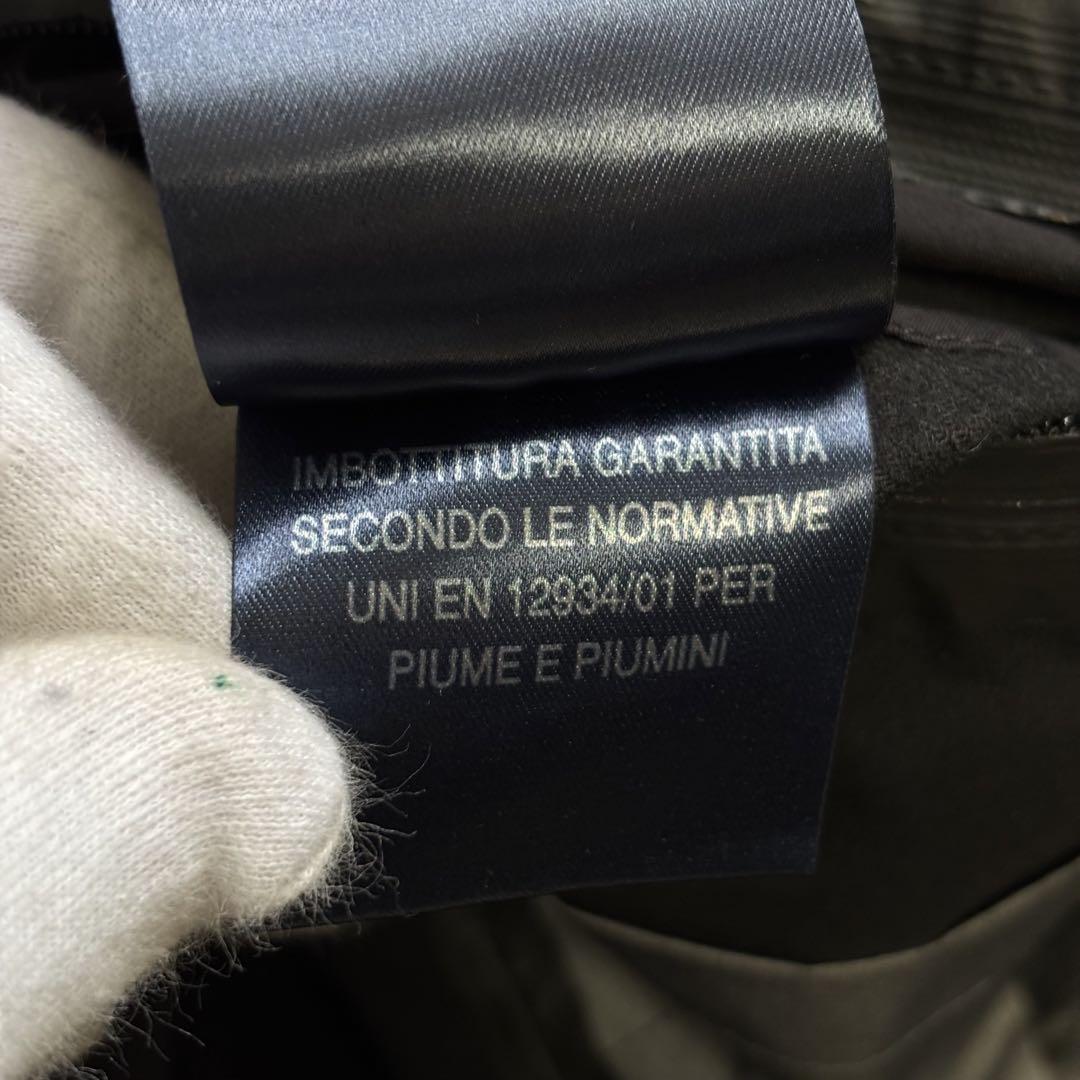 IMBOTTITURA GARANTITA
SECONDO LE NORMATIVE
UNI EN 12934/01 PER
PIUME E PIUMINI